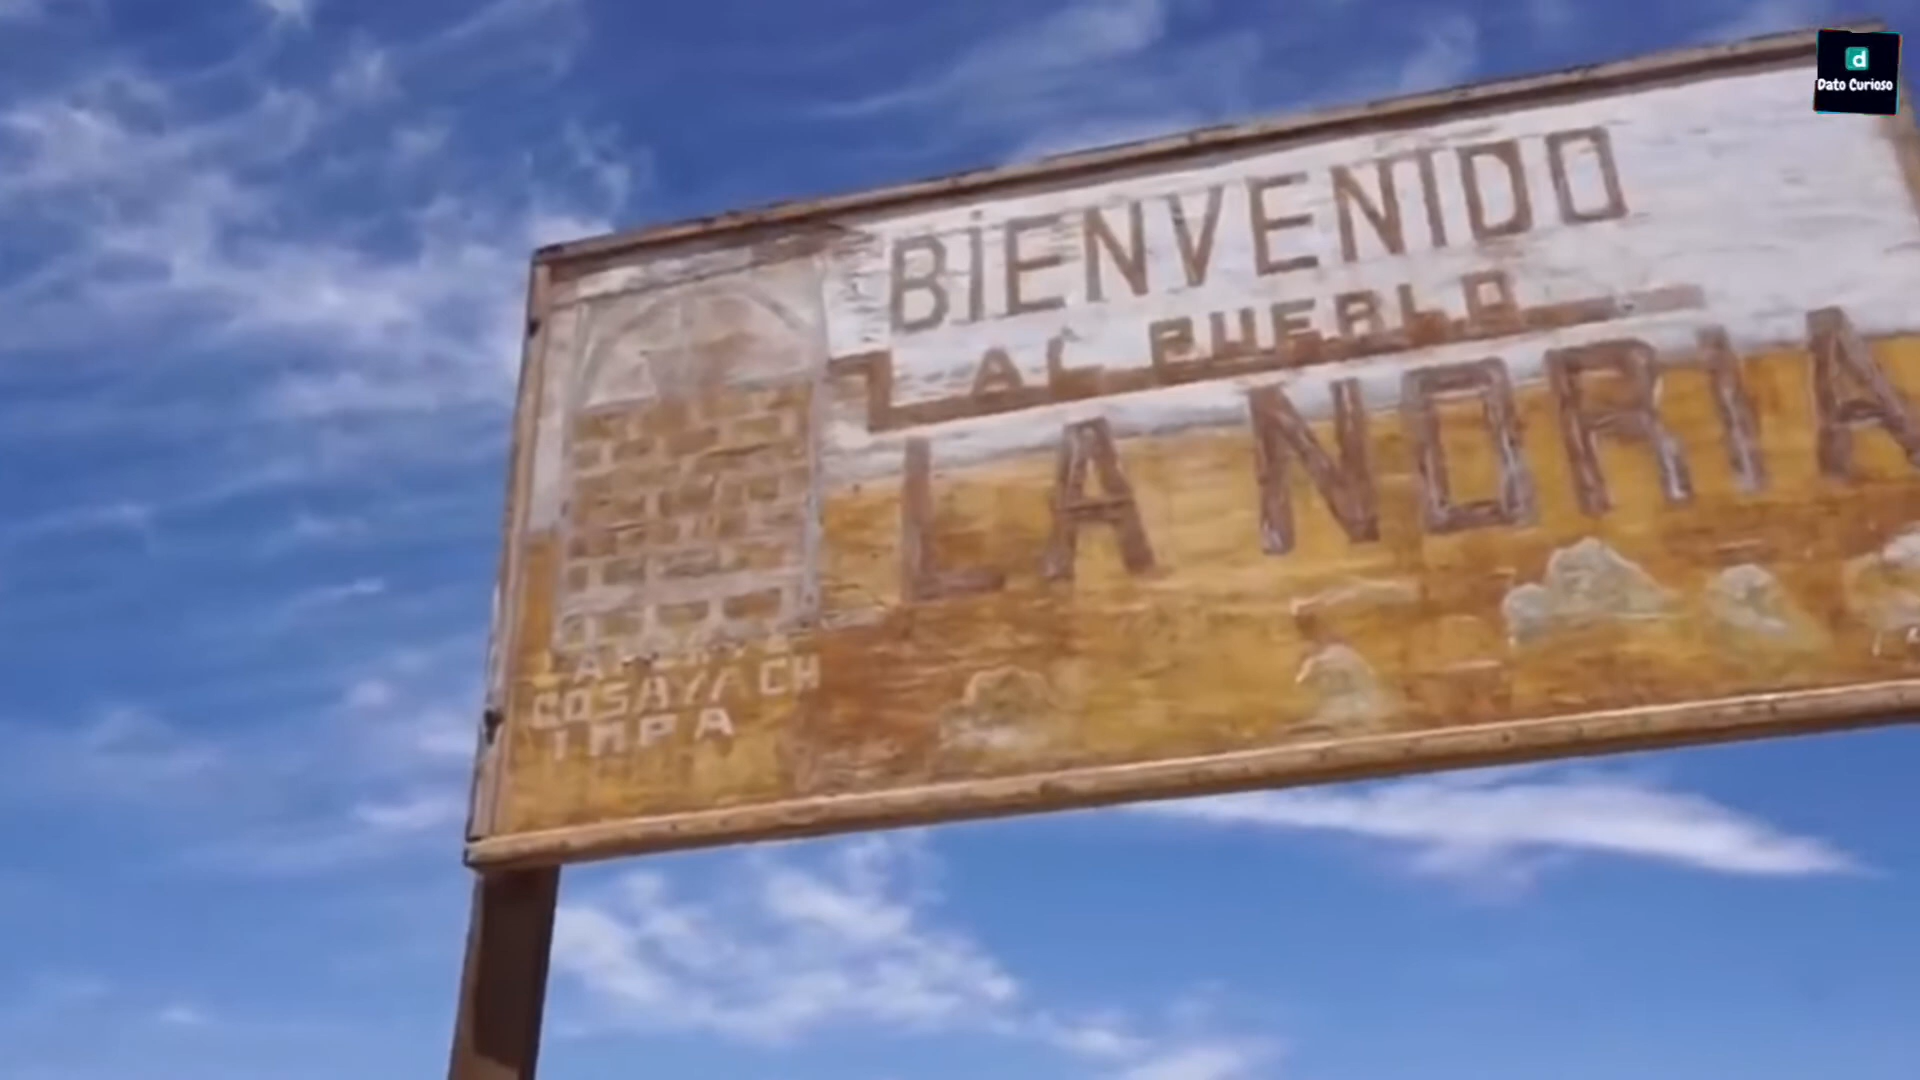 d
Dato Curioso
BIENVENIDO
AL PUEBLO
LA NORIA
COSAYACH